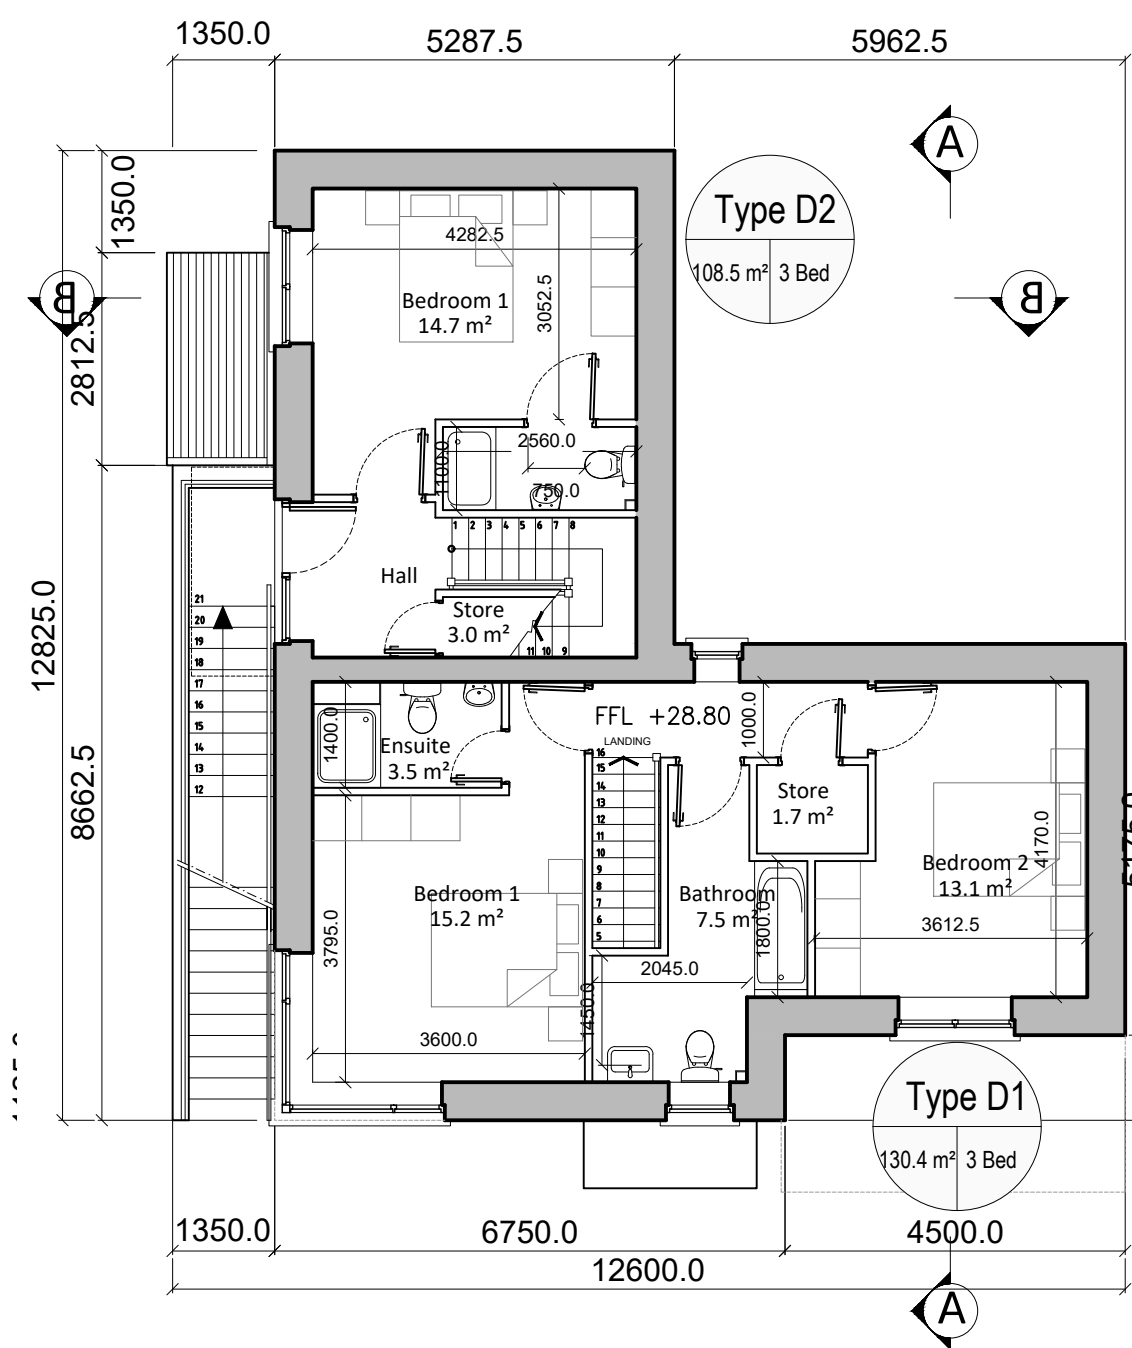 1350.0
5287.5
5962.5
A
1350.0
Type D2
108.5 m²
3 Bed
4282.5
B
B
Bedroom 1
14.7 m²
3052.5
2812.5
2560.0
1100.0
750.0
1 2 3 4 5 6 7 8
Hall
Store
3.0 m²
11 10 9
12825.0
21
20
19
18
17
16
15
14
13
12
FFL +28.80
LANDING
1000.0
1400.0
Ensuite
3.5 m²
16
15
14
13
12
11
10
9
8
7
6
5
Store
1.7 m²
8662.5
4170.0
5175.0
Bedroom 1
15.2 m²
Bathroom
7.5 m²
1800.0
Bedroom 2
13.1 m²
3795.0
3612.5
2045.0
1450.0
3600.0
Type D1
130.4 m²
3 Bed
1350.0
6750.0
4500.0
12600.0
A